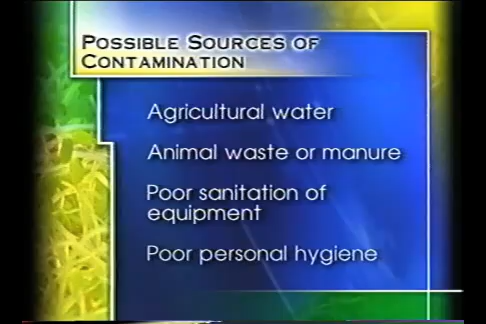 POSSIBLE SOURCES OF
CONTAMINATION
Agricultural water
Animal waste or manure
Poor sanitation of
equipment
Poor personal hygiene